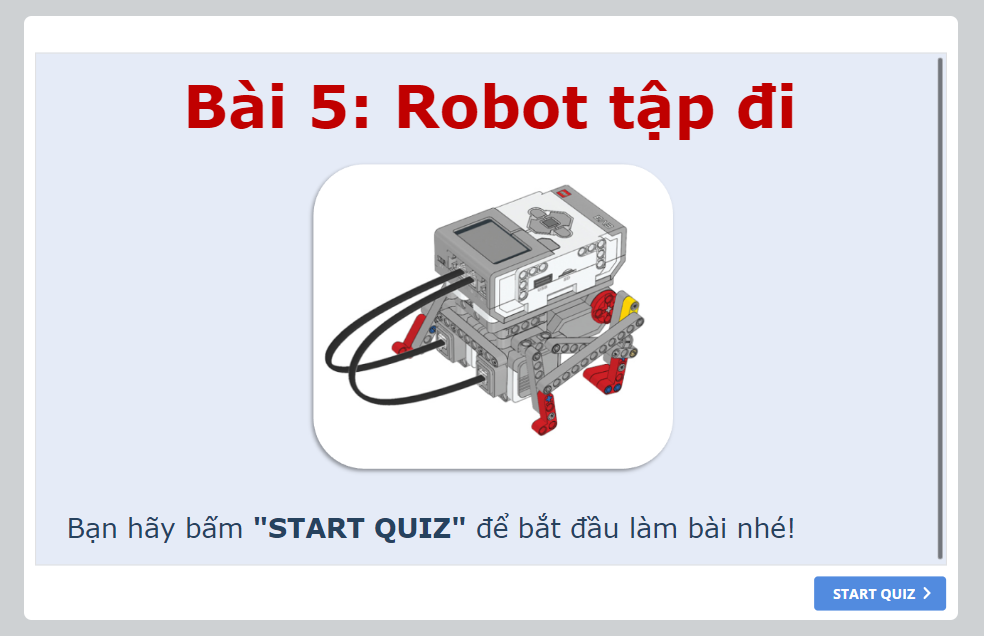 Bài 5: Robot tập đi
Bạn hãy bấm "START QUIZ" để bắt đầu làm bài nhé!
START QUIZ